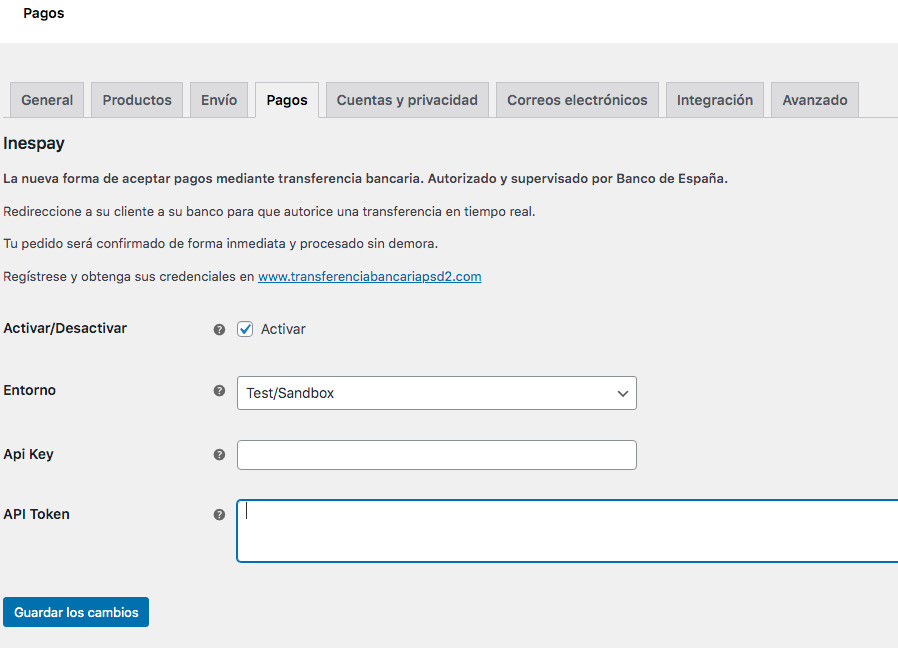 Pagos
General Productos Envío Pagos Cuentas y privacidad Correos electrónicos Integración Avanzado
Inespay
La nueva forma de aceptar pagos mediante transferencia bancaria. Autorizado y supervisado por Banco de España.
Redireccione a su cliente a su banco para que autorice una transferencia en tiempo real.
Tu pedido será confirmado de forma inmediata y procesado sin demora.
Regístrese y obtenga sus credenciales en www.transferenciabancariapsd2.com
Activar/Desactivar ? Activar
Entorno ? Test/Sandbox
Api Key ?
API Token ?
Guardar los cambios